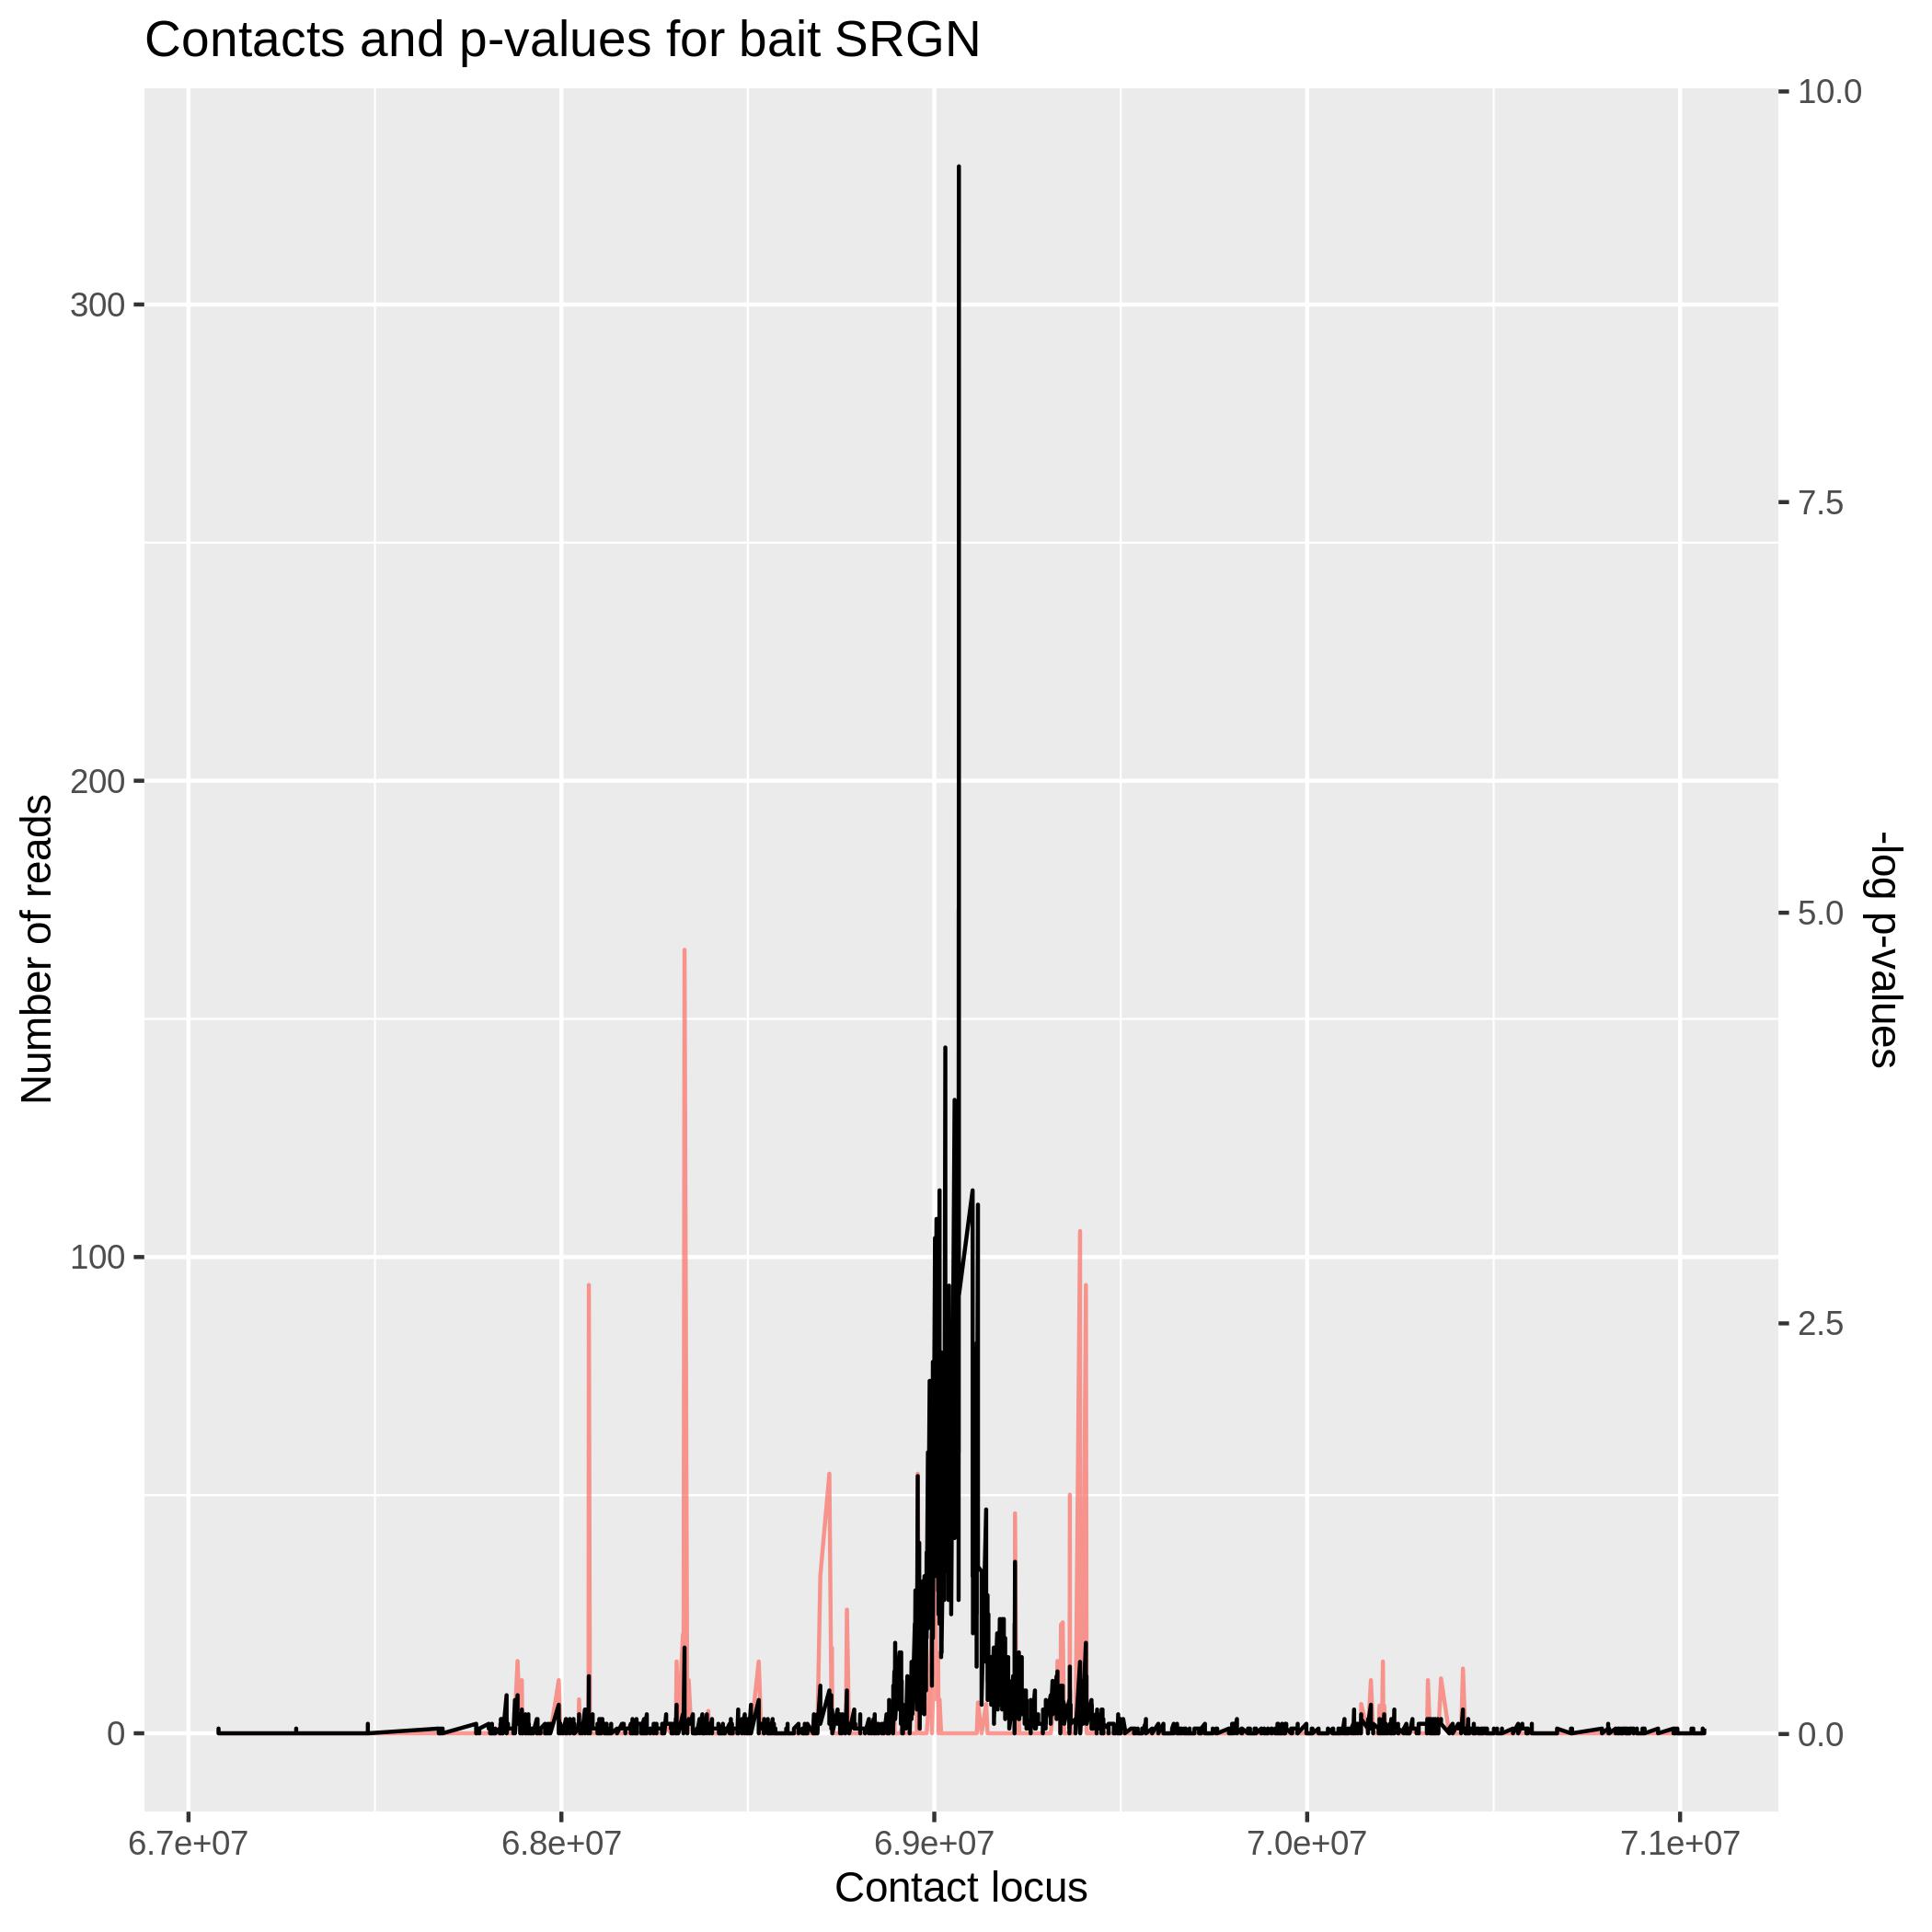 Contacts and p-values for bait SRGN
Number of reads
300
200
100
0
10.0
7.5
5.0
2.5
0.0
-log p-values
6.7e+07 6.8e+07 6.9e+07 7.0e+07 7.1e+07
Contact locus